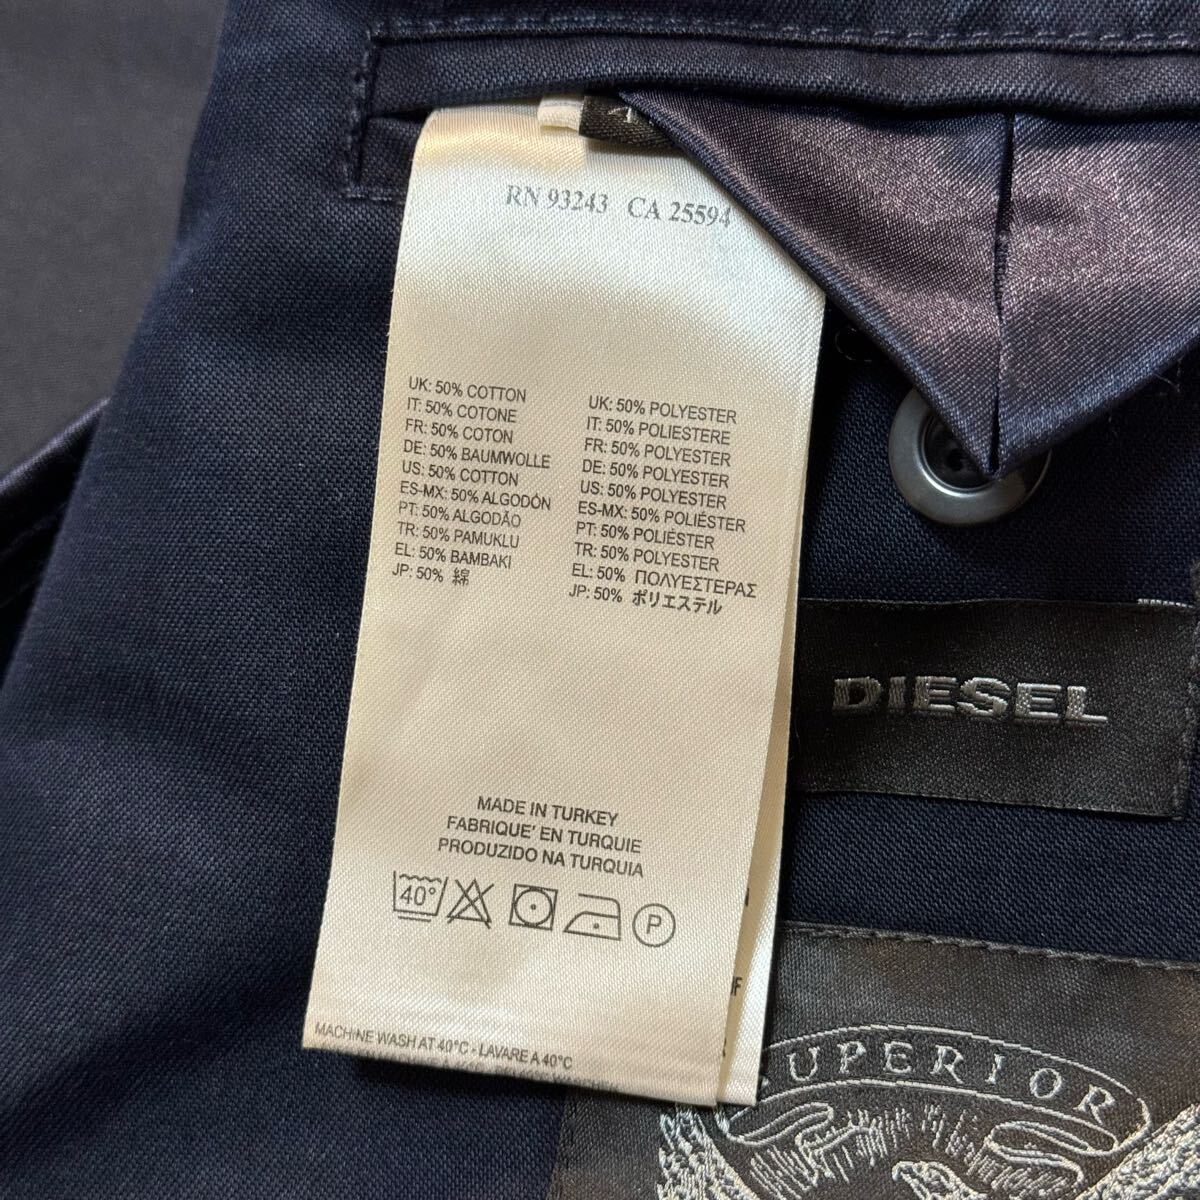 RN 93243 CA 25594
UK: 50% COTTON
IT: 50% COTONE
FR: 50% COTON
DE: 50% BAUMWOLLE
US: 50% COTTON
ES-MX: 50% ALGODÓN
PT: 50% ALGODÃO
TR: 50% PAMUKLU
EL: 50% BAMBAKI
JP: 50% 綿
UK: 50% POLYESTER
IT: 50% POLIESTERE
FR: 50% POLYESTER
DE: 50% POLYESTER
US: 50% POLYESTER
ES-MX: 50% POLIÉSTER
PT: 50% POLIÉSTER
TR: 50% POLYESTER
EL: 50% ΠΟΛΥΕΣΤΕΡΑΣ
JP: 50% ポリエステル
DIESEL
MADE IN TURKEY
FABRIQUE' EN TURQUIE
PRODUZIDO NA TURQUIA
40° P
MACHINE WASH AT 40°C - LAVARE A 40°C
SUPERIOR